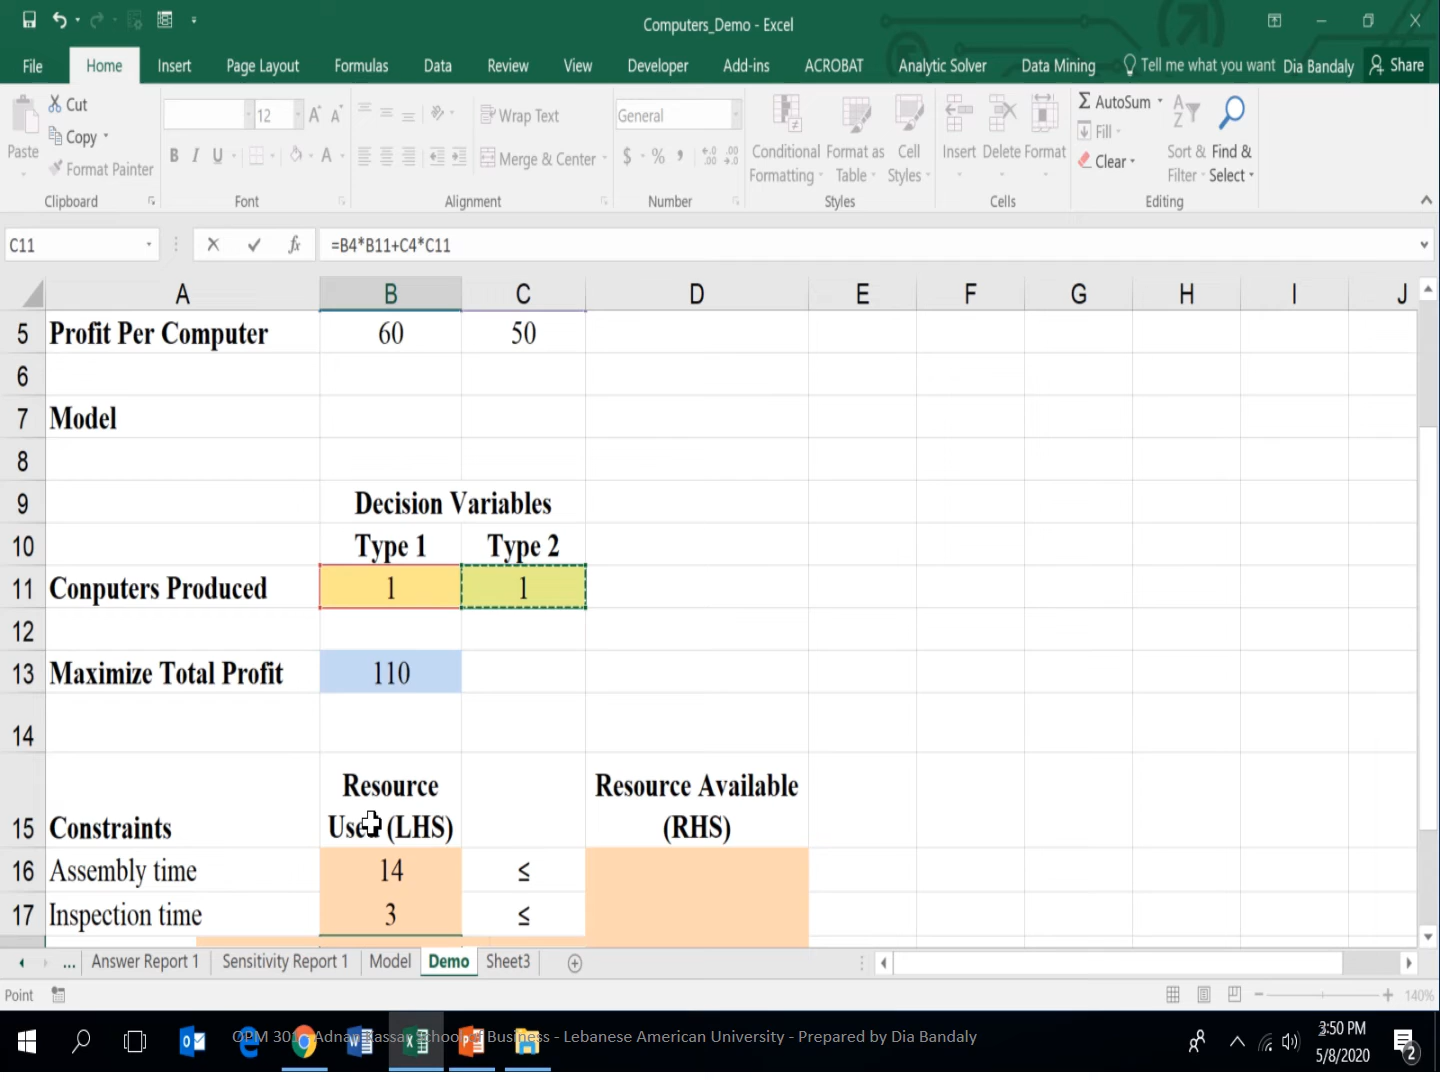 Computers_Demo - Excel
File Home Insert Page Layout Formulas Data Review View Developer Add-ins ACROBAT Analytic Solver Data Mining Tell me what you want Dia Bandaly Share
Cut
Copy
Format Painter
Paste
Clipboard
12
B I U
Font
Wrap Text
Merge & Center
Alignment
General
$ % ,
Number
Conditional Formatting
Format as Table
Cell Styles
Styles
Insert Delete Format
Cells
AutoSum
Fill
Clear
Sort & Filter
Find & Select
Editing
C11 =B4*B11+C4*C11
A B C D E F G H I J
5 Profit Per Computer 60 50
6
7 Model
8
9 Decision Variables
10 Type 1 Type 2
11 Conputers Produced 1 1
12
13 Maximize Total Profit 110
14
Resource Resource Available
15 Constraints Used (LHS) (RHS)
16 Assembly time 14 ≤
17 Inspection time 3 ≤
... Answer Report 1 Sensitivity Report 1 Model Demo Sheet3
Point 140%
OPM 301 - Adnan Kassar School of Business - Lebanese American University - Prepared by Dia Bandaly
3:50 PM
5/8/2020
2